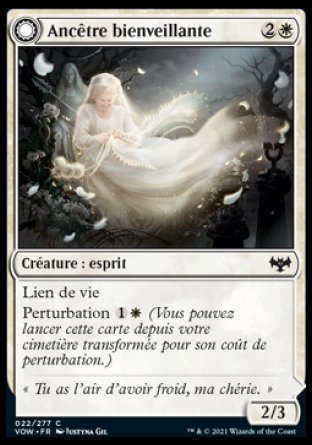 Ancêtre bienveillante 2
Créature : esprit
Lien de vie
Perturbation 1 (Vous pouvez
lancer cette carte depuis votre
cimetière transformée pour son coût de
perturbation.)
« Tu as l'air d'avoir froid, ma chérie. »
2/3
022/277 C
VOW • FR Justyna Gil
™ & © 2021 Wizards of the Coast